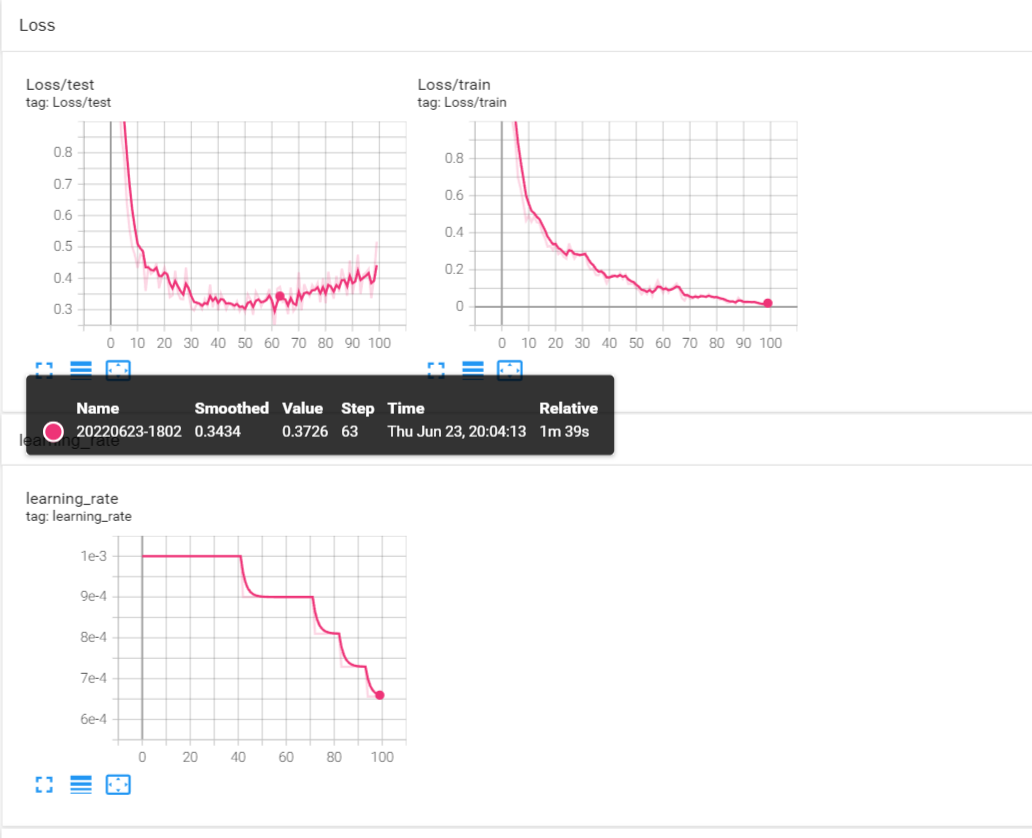 Loss
Loss/test
tag: Loss/test
0.8
0.7
0.6
0.5
0.4
0.3
0 10 20 30 40 50 60 70 80 90 100
Loss/train
tag: Loss/train
0.8
0.6
0.4
0.2
0
0 10 20 30 40 50 60 70 80 90 100
Name Smoothed Value Step Time Relative
20220623-1802 0.3434 0.3726 63 Thu Jun 23, 20:04:13 1m 39s
learning_rate
learning_rate
tag: learning_rate
1e-3
9e-4
8e-4
7e-4
6e-4
0 20 40 60 80 100